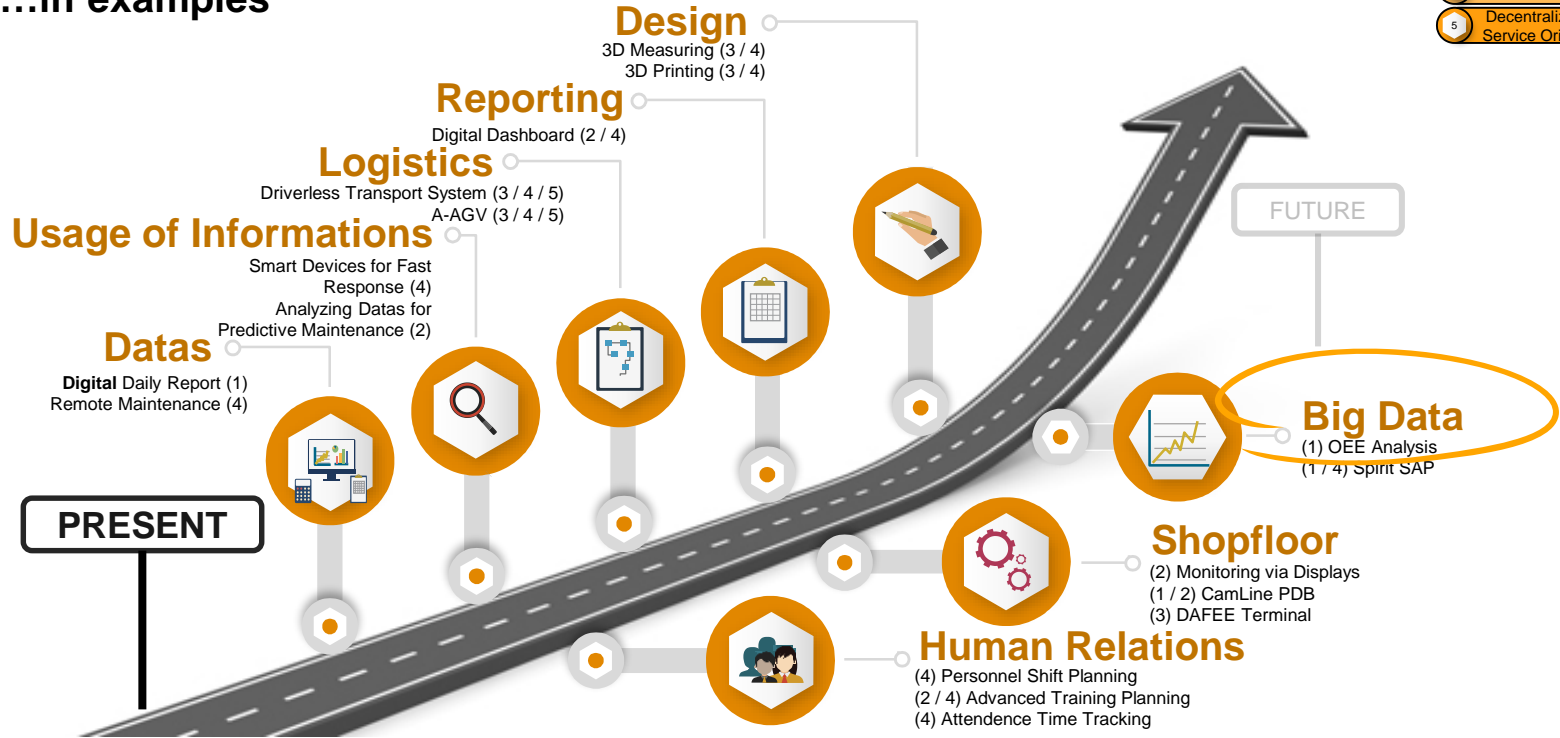 ...in examples
5
Design
3D Measuring (3 / 4)
3D Printing (3 / 4)
Reporting
Digital Dashboard (2 / 4)
Logistics
Driverless Transport System (3 / 4 / 5)
A-AGV (3 / 4 / 5)
Usage of Informations
Smart Devices for Fast
Response (4)
Analyzing Datas for
Predictive Maintenance (2)
Datas
Digital Daily Report (1)
Remote Maintenance (4)
PRESENT
FUTURE
Big Data
(1) OEE Analysis
(1 / 4) Spirit SAP
Shopfloor
(2) Monitoring via Displays
(1 / 2) CamLine PDB
(3) DAFEE Terminal
Human Relations
(4) Personnel Shift Planning
(2 / 4) Advanced Training Planning
(4) Attendence Time Tracking